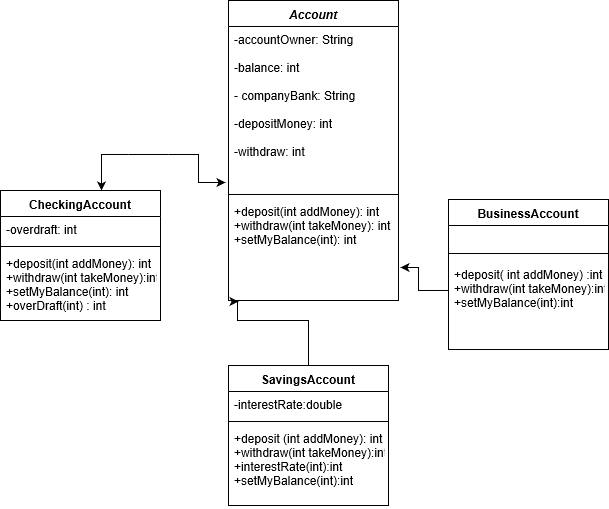 Account
-accountOwner: String
-balance: int
- companyBank: String
-depositMoney: int
-withdraw: int
+deposit(int addMoney): int
+withdraw(int takeMoney): int
+setMyBalance(int): int
CheckingAccount
-overdraft: int
+deposit(int addMoney): int
+withdraw(int takeMoney):int
+setMyBalance(int): int
+overDraft(int) : int
BusinessAccount
+deposit( int addMoney) :int
+withdraw(int takeMoney):int
+setMyBalance(int):int
SavingsAccount
-interestRate:double
+deposit (int addMoney): int
+withdraw(int takeMoney):int
+interestRate(int):int
+setMyBalance(int):int